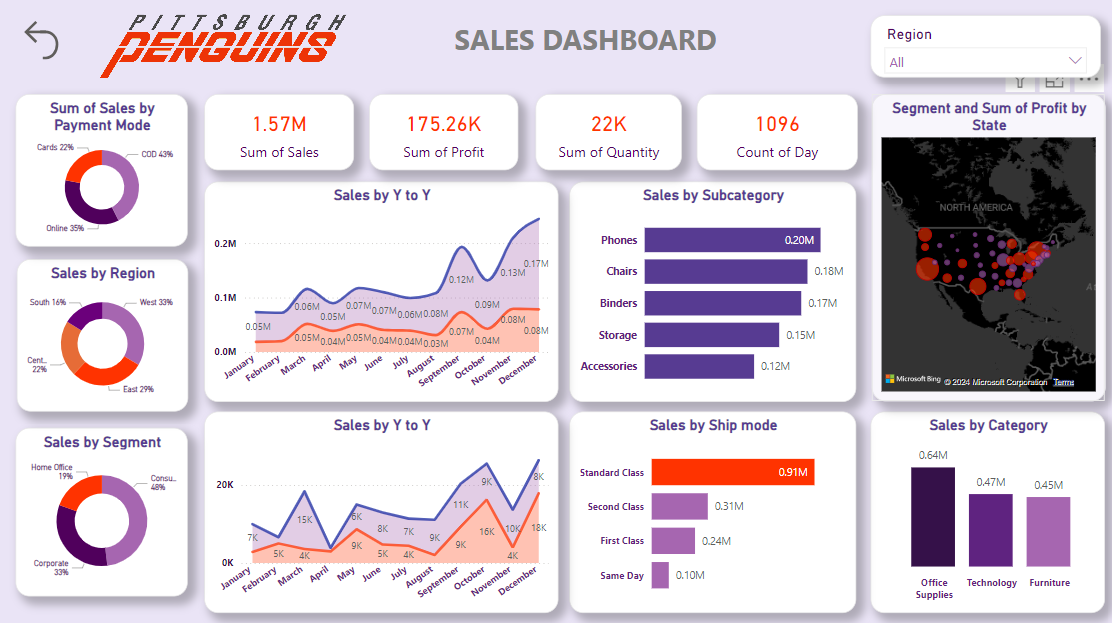 PITTSBURGH
PENGUINS
SALES DASHBOARD
Region
All
Sum of Sales by
Payment Mode
Cards 22%
COD 43%
Online 35%
1.57M
Sum of Sales
175.26K
Sum of Profit
22K
Sum of Quantity
1096
Count of Day
Segment and Sum of Profit by
State
NORTH AMERICA
Microsoft Bing
© 2024 Microsoft Corporation
Terms
Sales by Region
South 16%
West 33%
Cent...
22%
East 29%
Sales by Segment
Home Office
19%
Consu...
48%
Corporate
33%
Sales by Y to Y
0.2M
0.1M
0.0M
0.05M
0.06M
0.05M
0.07M
0.07M
0.06M
0.08M
0.12M
0.09M
0.13M
0.17M
0.05M
0.04M
0.05M
0.04M
0.04M
0.03M
0.07M
0.04M
0.08M
0.08M
January
February
March
April
May
June
July
August
September
October
November
December
Sales by Subcategory
Phones
0.20M
Chairs
0.18M
Binders
0.17M
Storage
0.15M
Accessories
0.12M
Sales by Y to Y
20K
0K
7K
15K
6K
8K
7K
9K
11K
9K
10K
8K
5K
4K
9K
5K
4K
9K
16K
4K
18K
January
February
March
April
May
June
July
August
September
October
November
December
Sales by Ship mode
Standard Class
0.91M
Second Class
0.31M
First Class
0.24M
Same Day
0.10M
Sales by Category
0.64M
0.47M
0.45M
Office
Supplies
Technology
Furniture